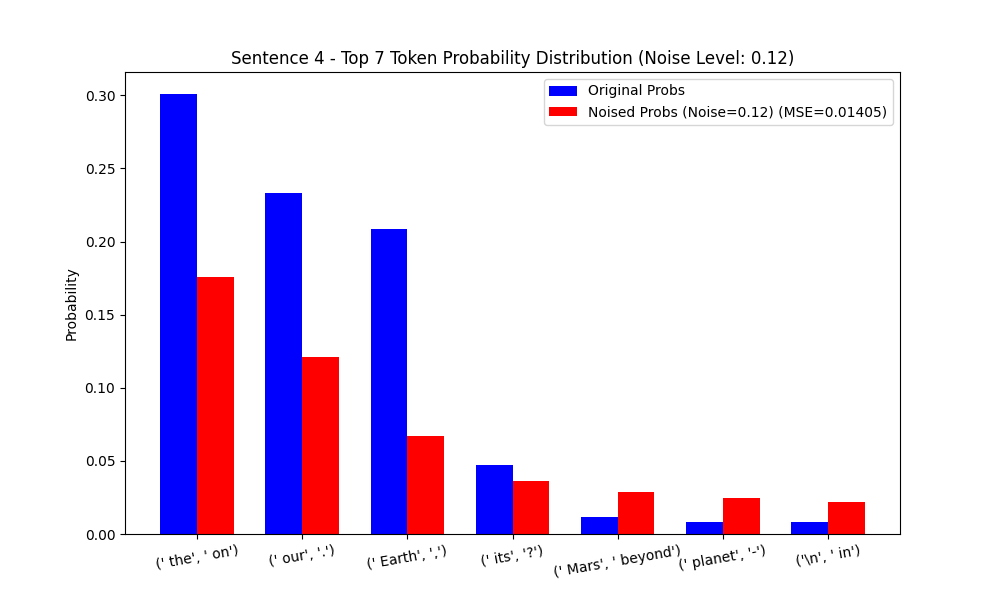 Sentence 4 - Top 7 Token Probability Distribution (Noise Level: 0.12)
Original Probs
Noised Probs (Noise=0.12) (MSE=0.01405)
Probability
0.30
0.25
0.20
0.15
0.10
0.05
0.00
(' the', ' on')
(' our', '.')
(' Earth', ',')
(' its', '?')
(' Mars', ' beyond')
(' planet', '-')
('\n', ' in')